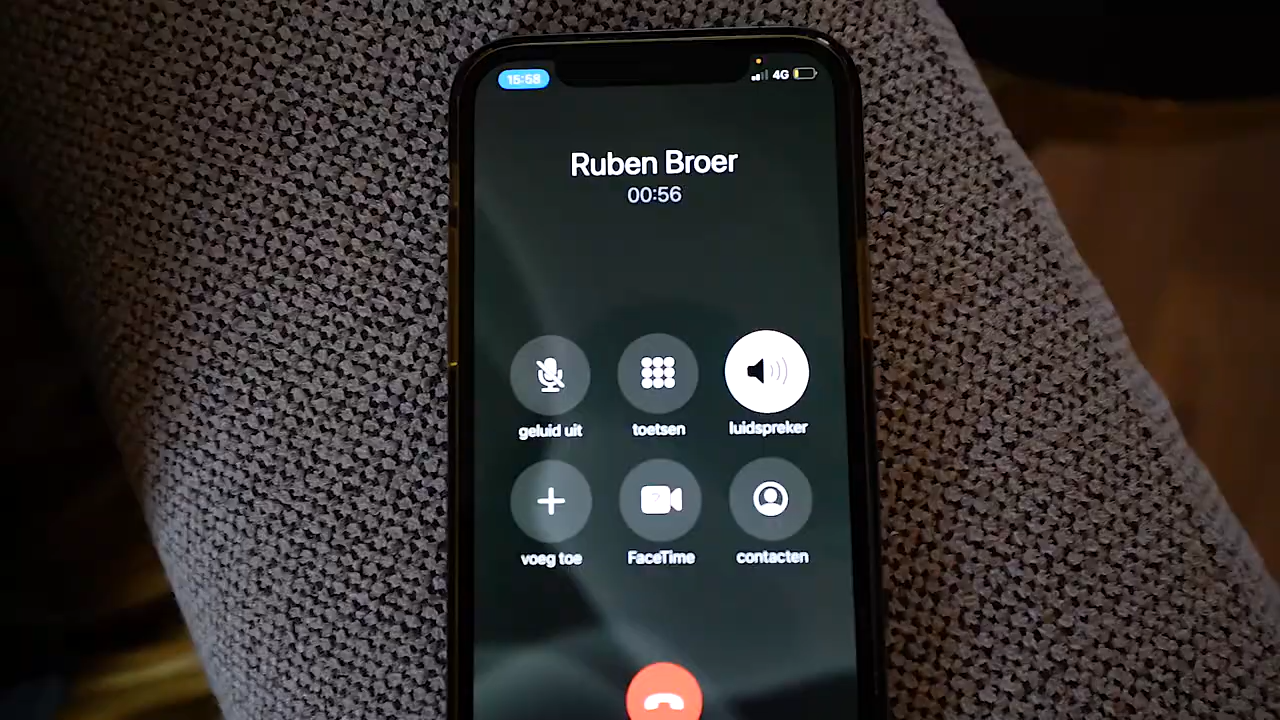 15:58 4G
Ruben Broer
00:56
geluid uit toetsen luidspreker
voeg toe FaceTime contacten